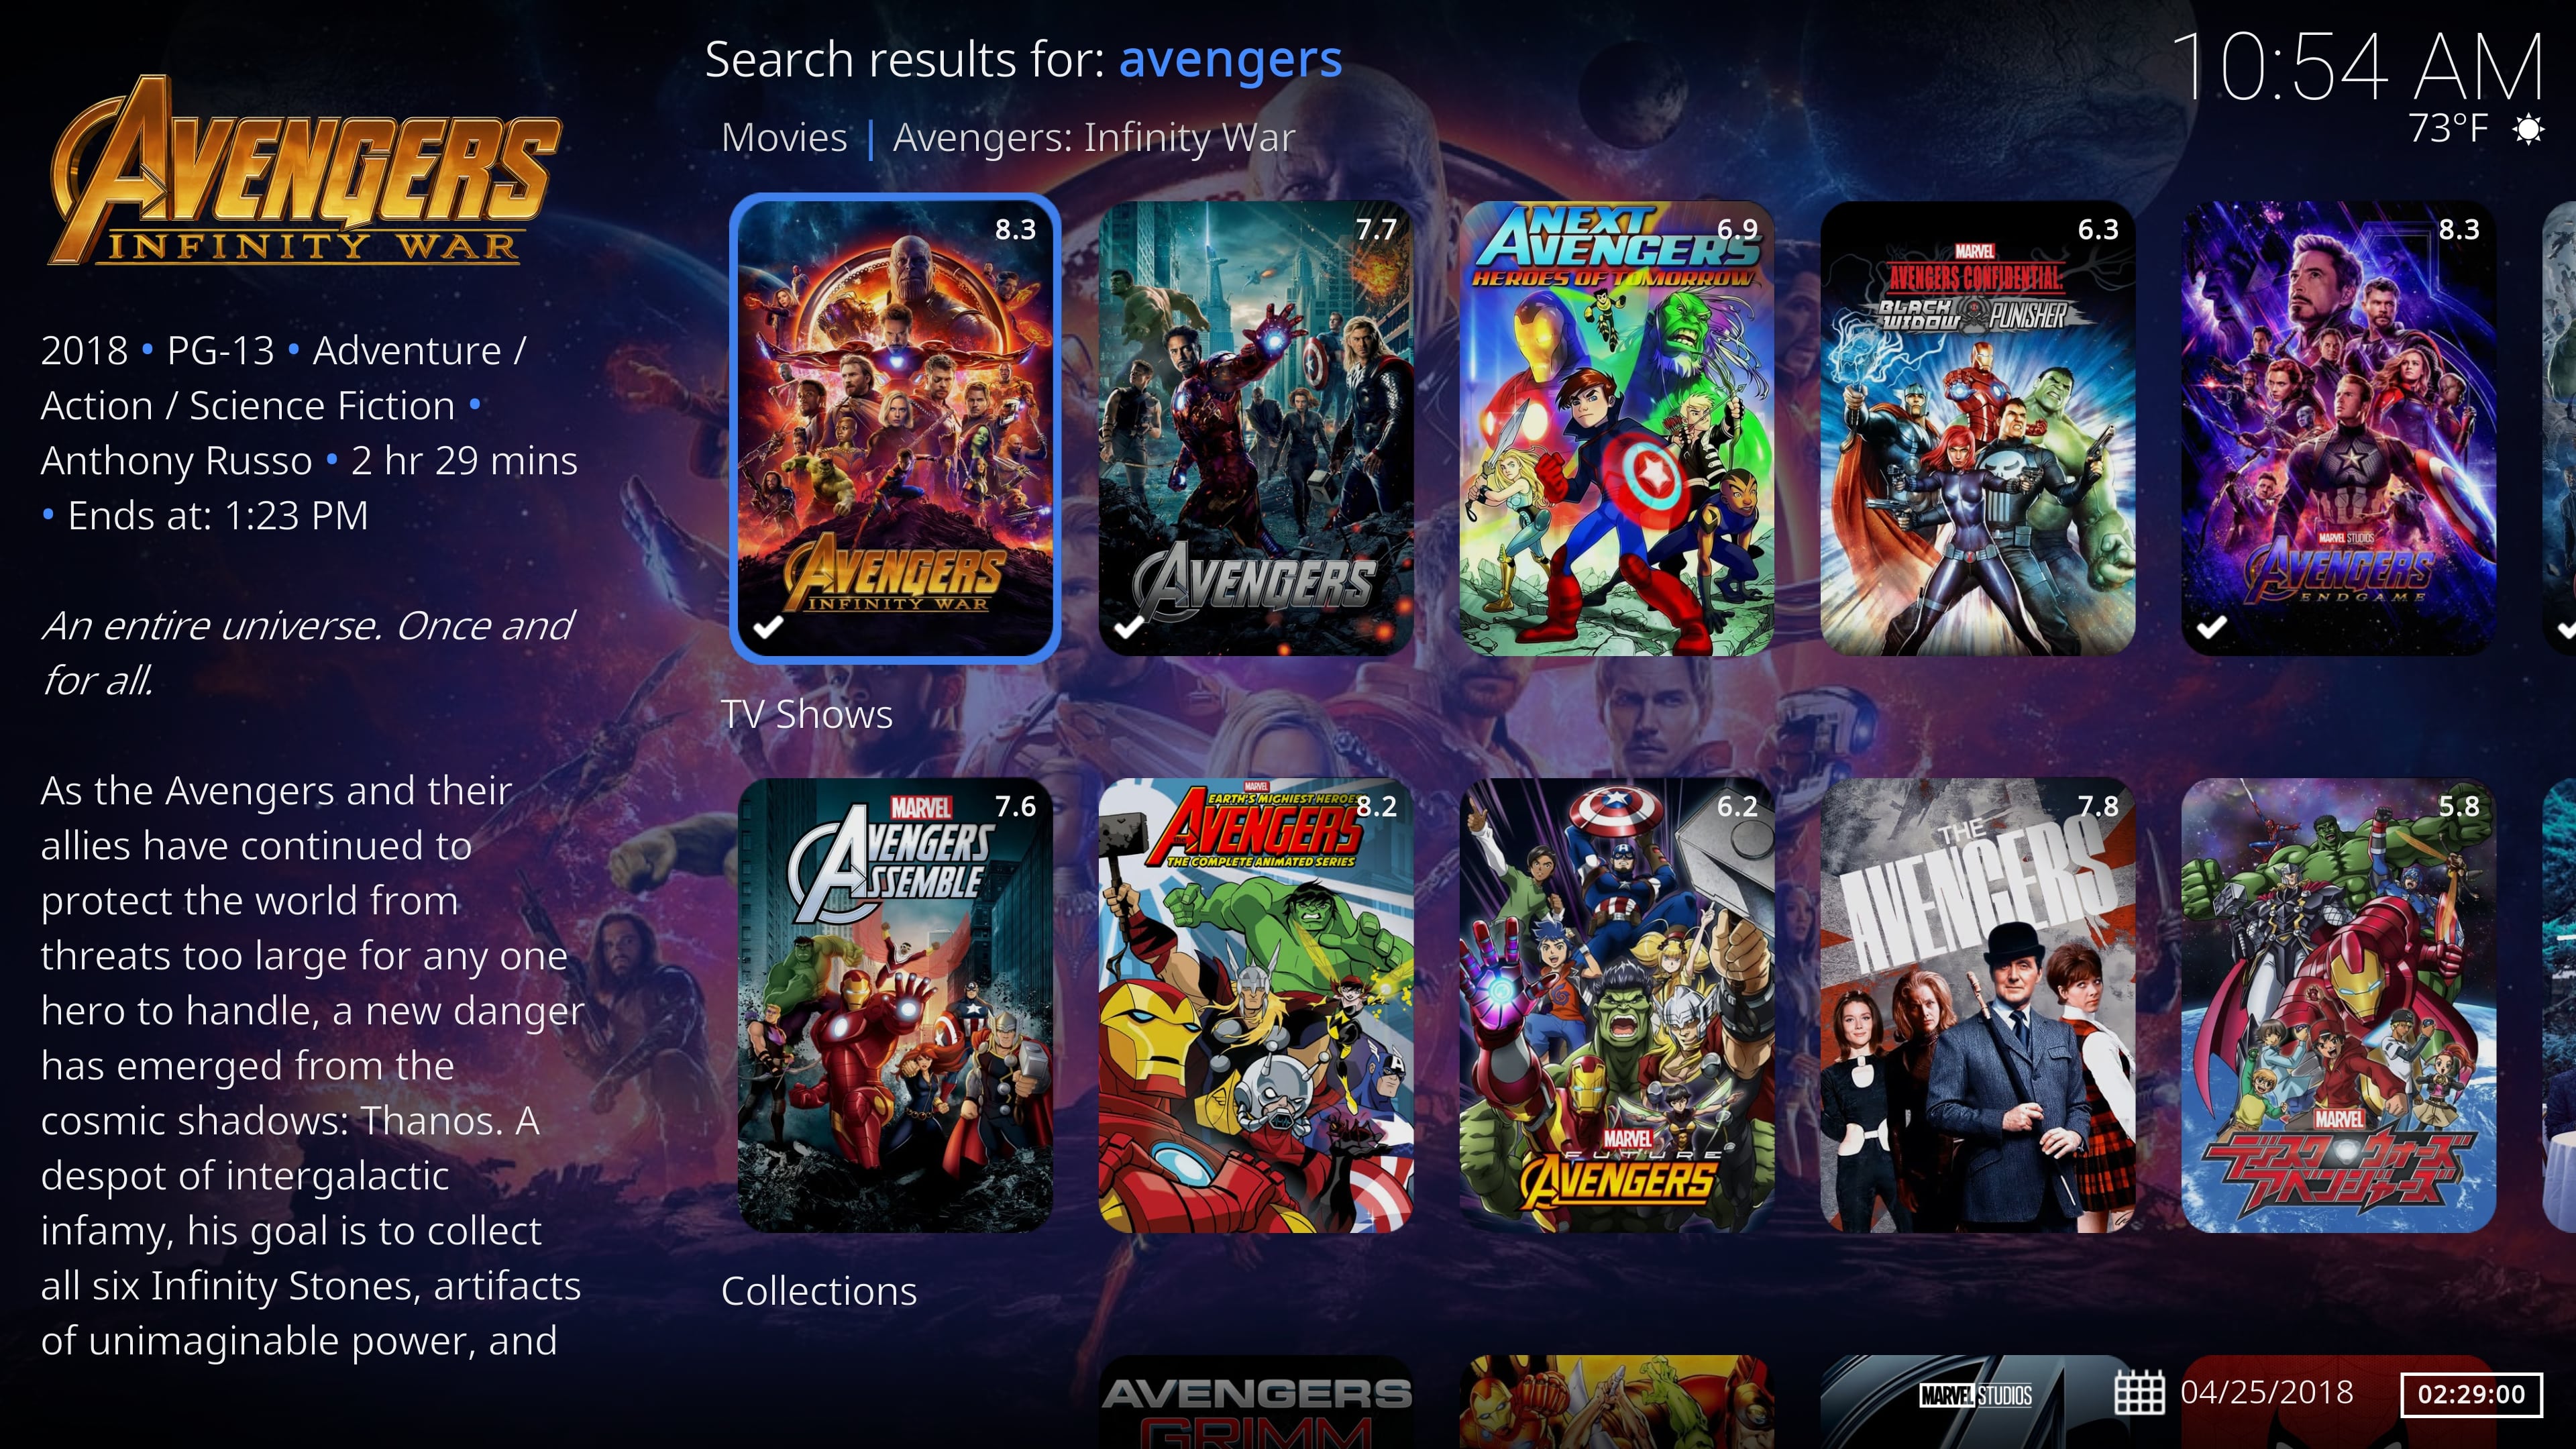 Search results for: avengers
10:54 AM
73°F
AVENGERS
INFINITY WAR
2018 • PG-13 • Adventure /
Action / Science Fiction •
Anthony Russo • 2 hr 29 mins
• Ends at: 1:23 PM
An entire universe. Once and
for all.
As the Avengers and their
allies have continued to
protect the world from
threats too large for any one
hero to handle, a new danger
has emerged from the
cosmic shadows: Thanos. A
despot of intergalactic
infamy, his goal is to collect
all six Infinity Stones, artifacts
of unimaginable power, and
Movies | Avengers: Infinity War
8.3
AVENGERS
INFINITY WAR
7.7
AVENGERS
NEXT
AVENGERS
6.9
HEROES OF TOMORROW
6.3
MARVEL
AVENGERS CONFIDENTIAL:
BLACK WIDOW PUNISHER
8.3
MARVEL STUDIOS
AVENGERS
ENDGAME
TV Shows
MARVEL
7.6
AVENGERS
ASSEMBLE
MARVEL
EARTH'S MIGHTIEST HEROES
8.2
AVENGERS
THE COMPLETE ANIMATED SERIES
6.2
MARVEL
FUTURE
AVENGERS
7.8
THE
AVENGERS
5.8
MARVEL
ディスク・ウォーズ
アベンジャーズ
Collections
AVENGERS
GRIMM
MARVEL STUDIOS
04/25/2018
02:29:00